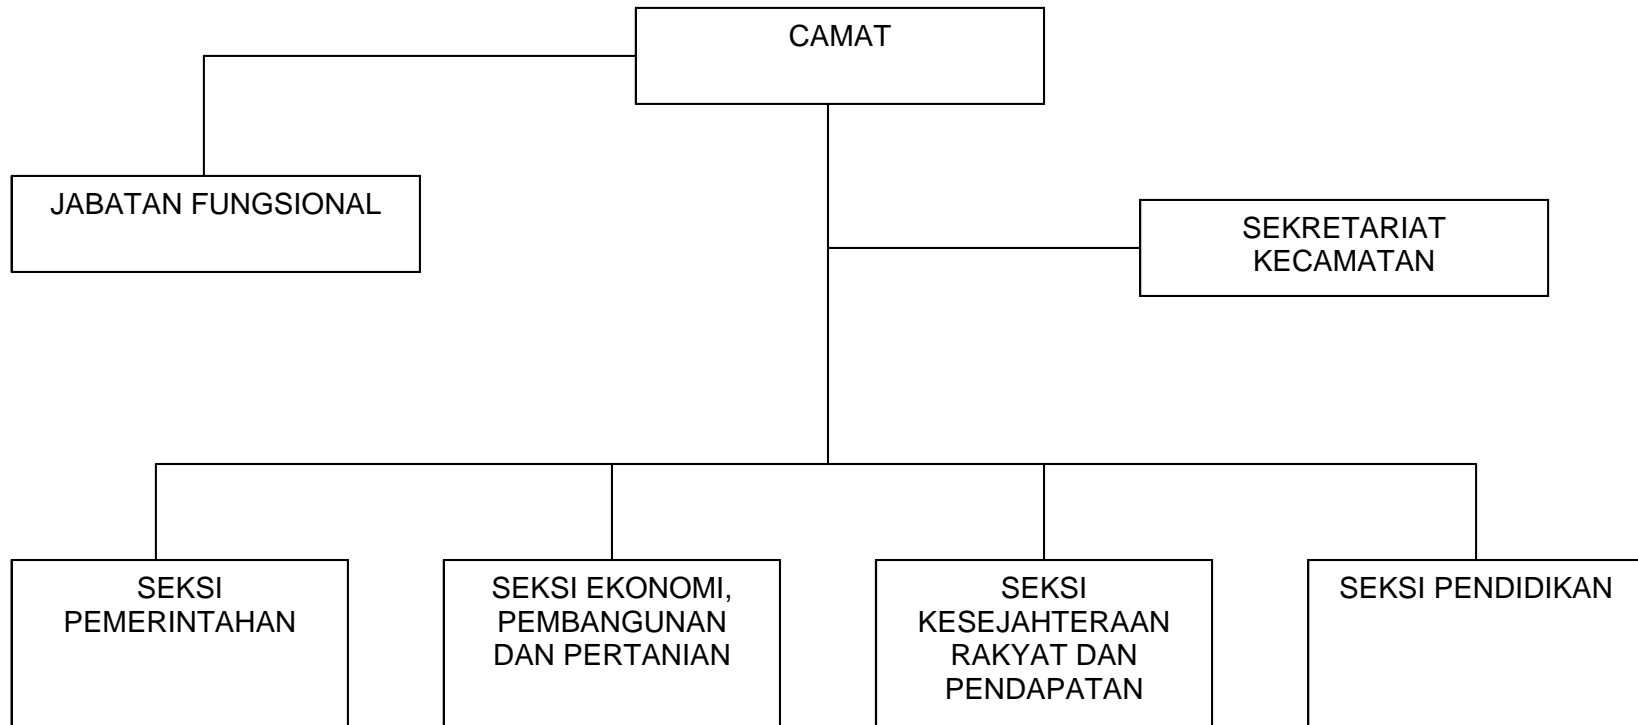 CAMAT
JABATAN FUNGSIONAL
SEKRETARIAT
KECAMATAN
SEKSI
PEMERINTAHAN
SEKSI EKONOMI,
PEMBANGUNAN
DAN PERTANIAN
SEKSI
KESEJAHTERAAN
RAKYAT DAN
PENDAPATAN
SEKSI PENDIDIKAN